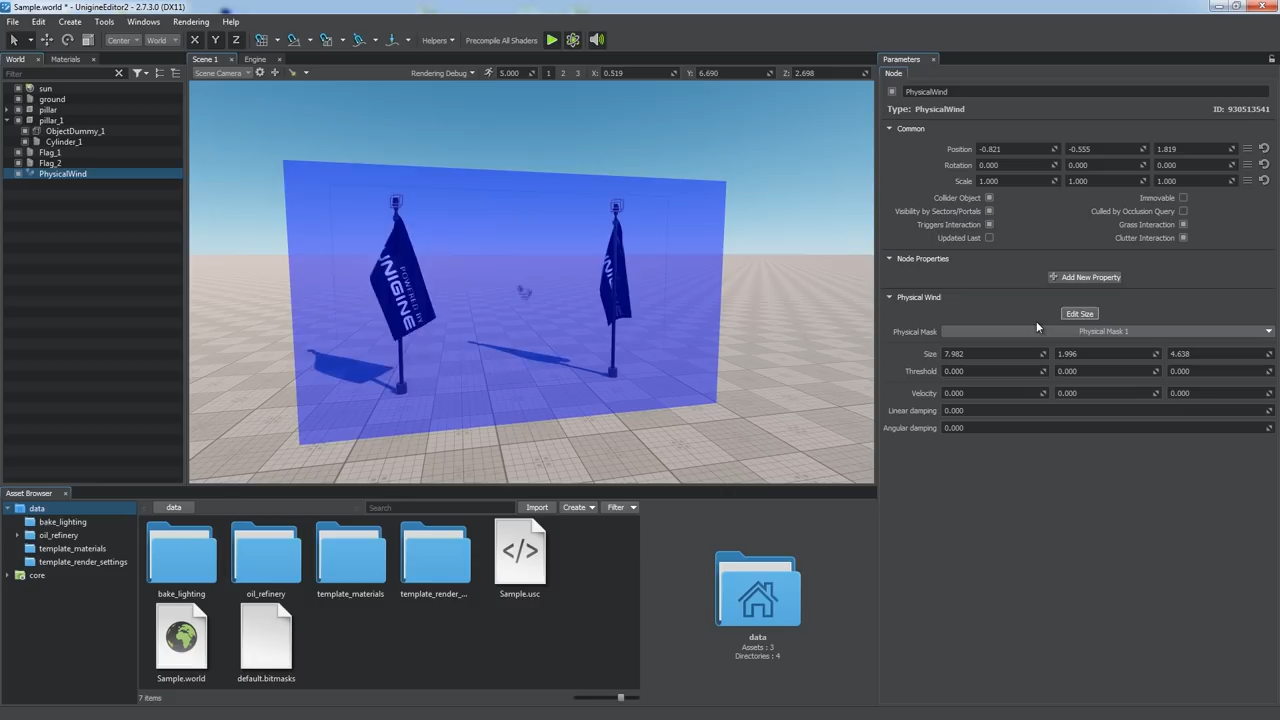 Sample.world * - UnigineEditor2 - 2.7.3.0 (DX11)
File Edit Create Tools Windows Rendering Help
Center World X Y Z Helpers Precompile All Shaders
World Materials Scene 1 Engine Parameters
Filter Scene Camera Rendering Debug 5.000 1 2 3 X: 0.519 Y: 6.690 Z: 2.698 Node
sun
ground
pillar
pillar_1
ObjectDummy_1
Cylinder_1
Flag_1
Flag_2
PhysicalWind
POWERED BY
UNIGINE
PhysicalWind
Type: PhysicalWind ID: 930513541
Common
Position -0.821 -0.555 1.819
Rotation 0.000 0.000 0.000
Scale 1.000 1.000 1.000
Collider Object Immovable
Visibility by Sectors/Portals Culled by Occlusion Query
Triggers Interaction Grass Interaction
Updated Last Clutter Interaction
Node Properties
Add New Property
Physical Wind
Edit Size
Physical Mask Physical Mask 1
Size 7.982 1.996 4.638
Threshold 0.000 0.000 0.000
Velocity 0.000 0.000 0.000
Linear damping 0.000
Angular damping 0.000
Asset Browser
data
bake_lighting
oil_refinery
template_materials
template_render_settings
core
data Search Import Create Filter
bake_lighting oil_refinery template_materials template_render_... Sample.usc
Sample.world default.bitmasks
7 items
data
Assets : 3
Directories : 4